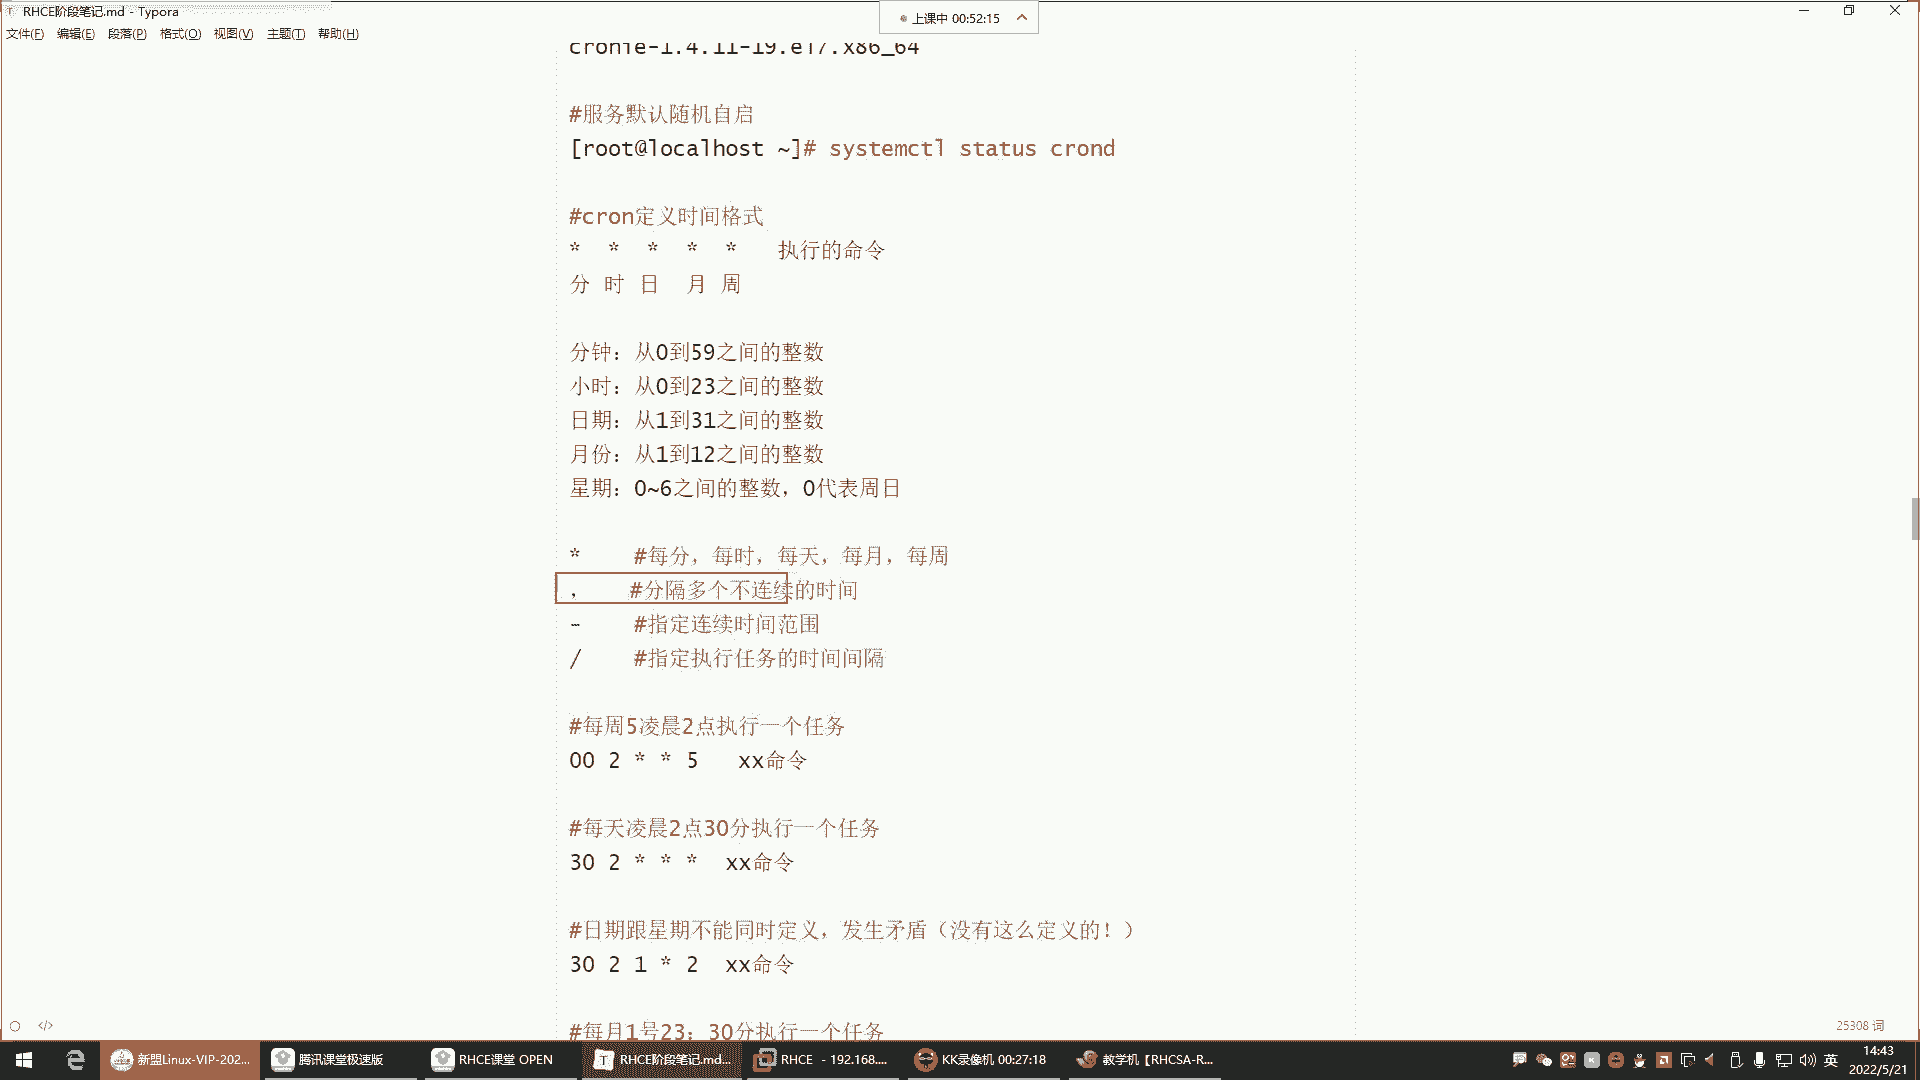 RHCE阶段笔记.md - Typora
上课中 00:52:15
文件(F) 编辑(E) 段落(P) 格式(O) 视图(V) 主题(T) 帮助(H)
cronie-1.4.11-19.el7.x86_64
#服务默认随机自启
[root@localhost ~]# systemctl status crond
#cron定义时间格式
* * * * * 执行的命令
分 时 日 月 周
分钟：从0到59之间的整数
小时：从0到23之间的整数
日期：从1到31之间的整数
月份：从1到12之间的整数
星期：0~6之间的整数，0代表周日
* #每分，每时，每天，每月，每周
, #分隔多个不连续的时间
- #指定连续时间范围
/ #指定执行任务的时间间隔
#每周5凌晨2点执行一个任务
00 2 * * 5 xx命令
#每天凌晨2点30分执行一个任务
30 2 * * * xx命令
#日期跟星期不能同时定义，发生矛盾（没有这么定义的！）
30 2 1 * 2 xx命令
#每月1号23：30分执行一个任务
25308 词
新盟Linux-VIP-202...
腾讯课堂极速版
RHCE课堂 OPEN
RHCE阶段笔记.md...
RHCE - 192.168....
KK录像机 00:27:18
教学机【RHCSA-R...
英
14:43
2022/5/21